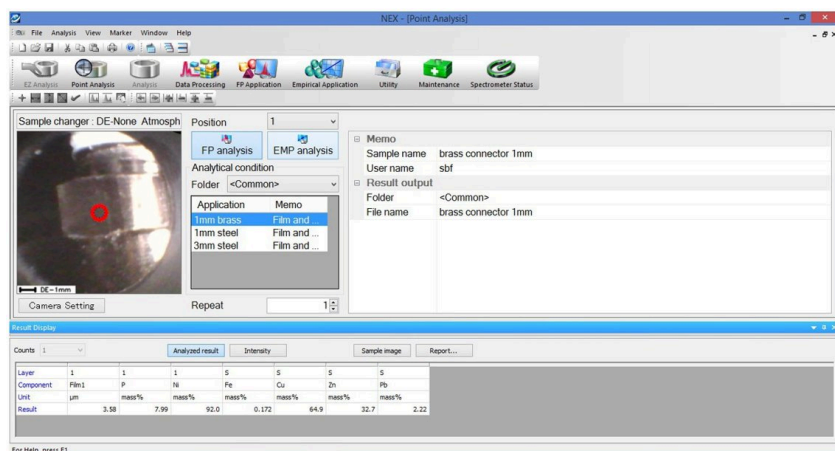 NEX - [Point Analysis]
File Analysis View Marker Window Help
EZ Analysis Point Analysis Analysis Data Processing FP Application Empirical Application Utility Maintenance Spectrometer Status
Sample changer : DE-None Atmosph
Position 1
FP analysis EMP analysis
Analytical condition
Folder <Common>
Application Memo
1mm brass Film and ...
1mm steel Film and ...
3mm steel Film and ...
DE-1mm
Camera Setting
Repeat 1
Memo
Sample name brass connector 1mm
User name sbf
Result output
Folder <Common>
File name brass connector 1mm
Result Display
Counts 1 Analyzed result Intensity Sample image Report...
Layer 1 1 1 S S S S
Component Film1 P Ni Fe Cu Zn Pb
Unit μm mass% mass% mass% mass% mass% mass%
Result 3.58 7.99 92.0 0.172 64.9 32.7 2.22
For Help, press F1